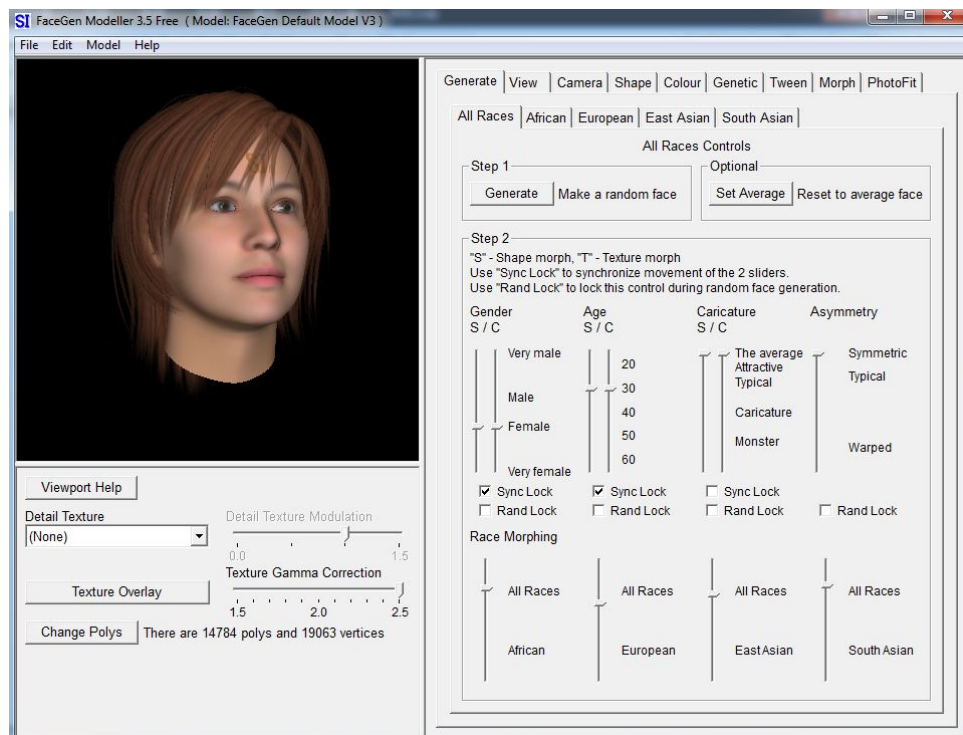 SI FaceGen Modeller 3.5 Free ( Model: FaceGen Default Model V3 )
File Edit Model Help
Generate View Camera Shape Colour Genetic Tween Morph PhotoFit
All Races African European East Asian South Asian
All Races Controls
Step 1 Optional
Generate Make a random face Set Average Reset to average face
Step 2
"S" - Shape morph, "T" - Texture morph
Use "Sync Lock" to synchronize movement of the 2 sliders.
Use "Rand Lock" to lock this control during random face generation.
Gender Age Caricature Asymmetry
S / C S / C S / C
Very male
Male
Female
Very female
20
30
40
50
60
The average
Attractive
Typical
Caricature
Monster
Symmetric
Typical
Warped
Sync Lock Sync Lock Sync Lock
Rand Lock Rand Lock Rand Lock Rand Lock
Race Morphing
All Races All Races All Races All Races
African European East Asian South Asian
Viewport Help
Detail Texture Detail Texture Modulation
(None)
0.0 1.5
Texture Gamma Correction
Texture Overlay
1.5 2.0 2.5
Change Polys There are 14784 polys and 19063 vertices